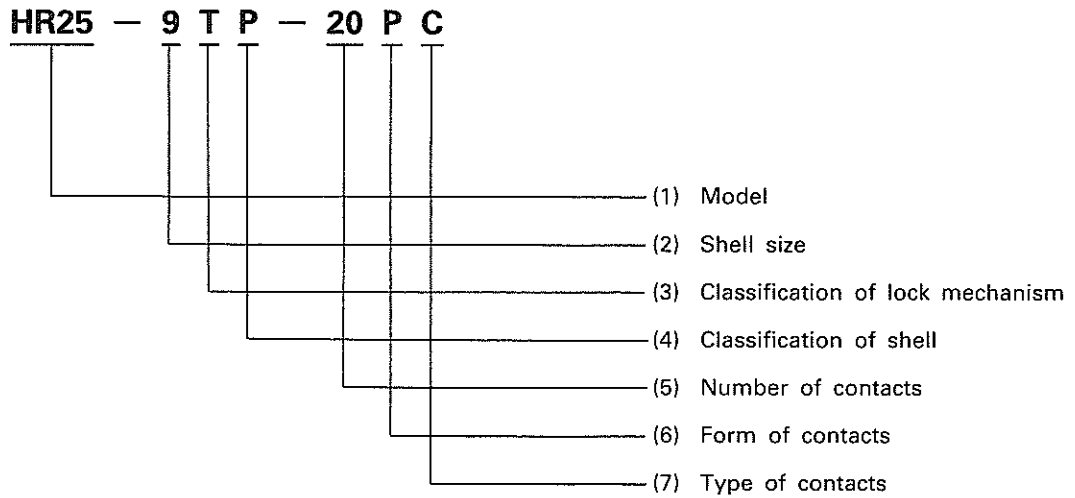 HR25 — 9 T P — 20 P C
(1) Model
(2) Shell size
(3) Classification of lock mechanism
(4) Classification of shell
(5) Number of contacts
(6) Form of contacts
(7) Type of contacts